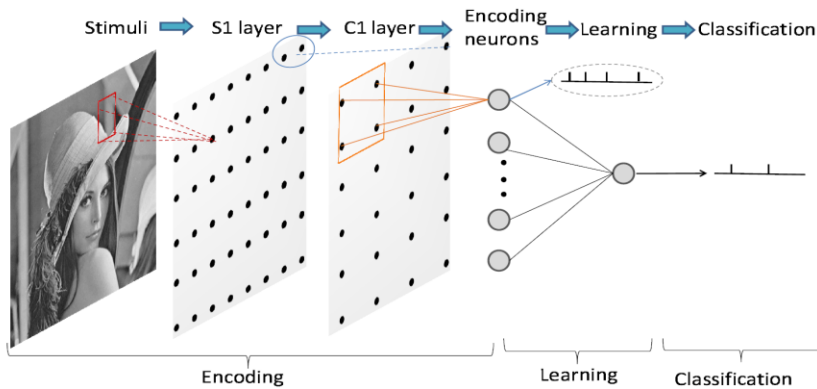 Stimuli S1 layer C1 layer Encoding neurons Learning Classification
Encoding Learning Classification